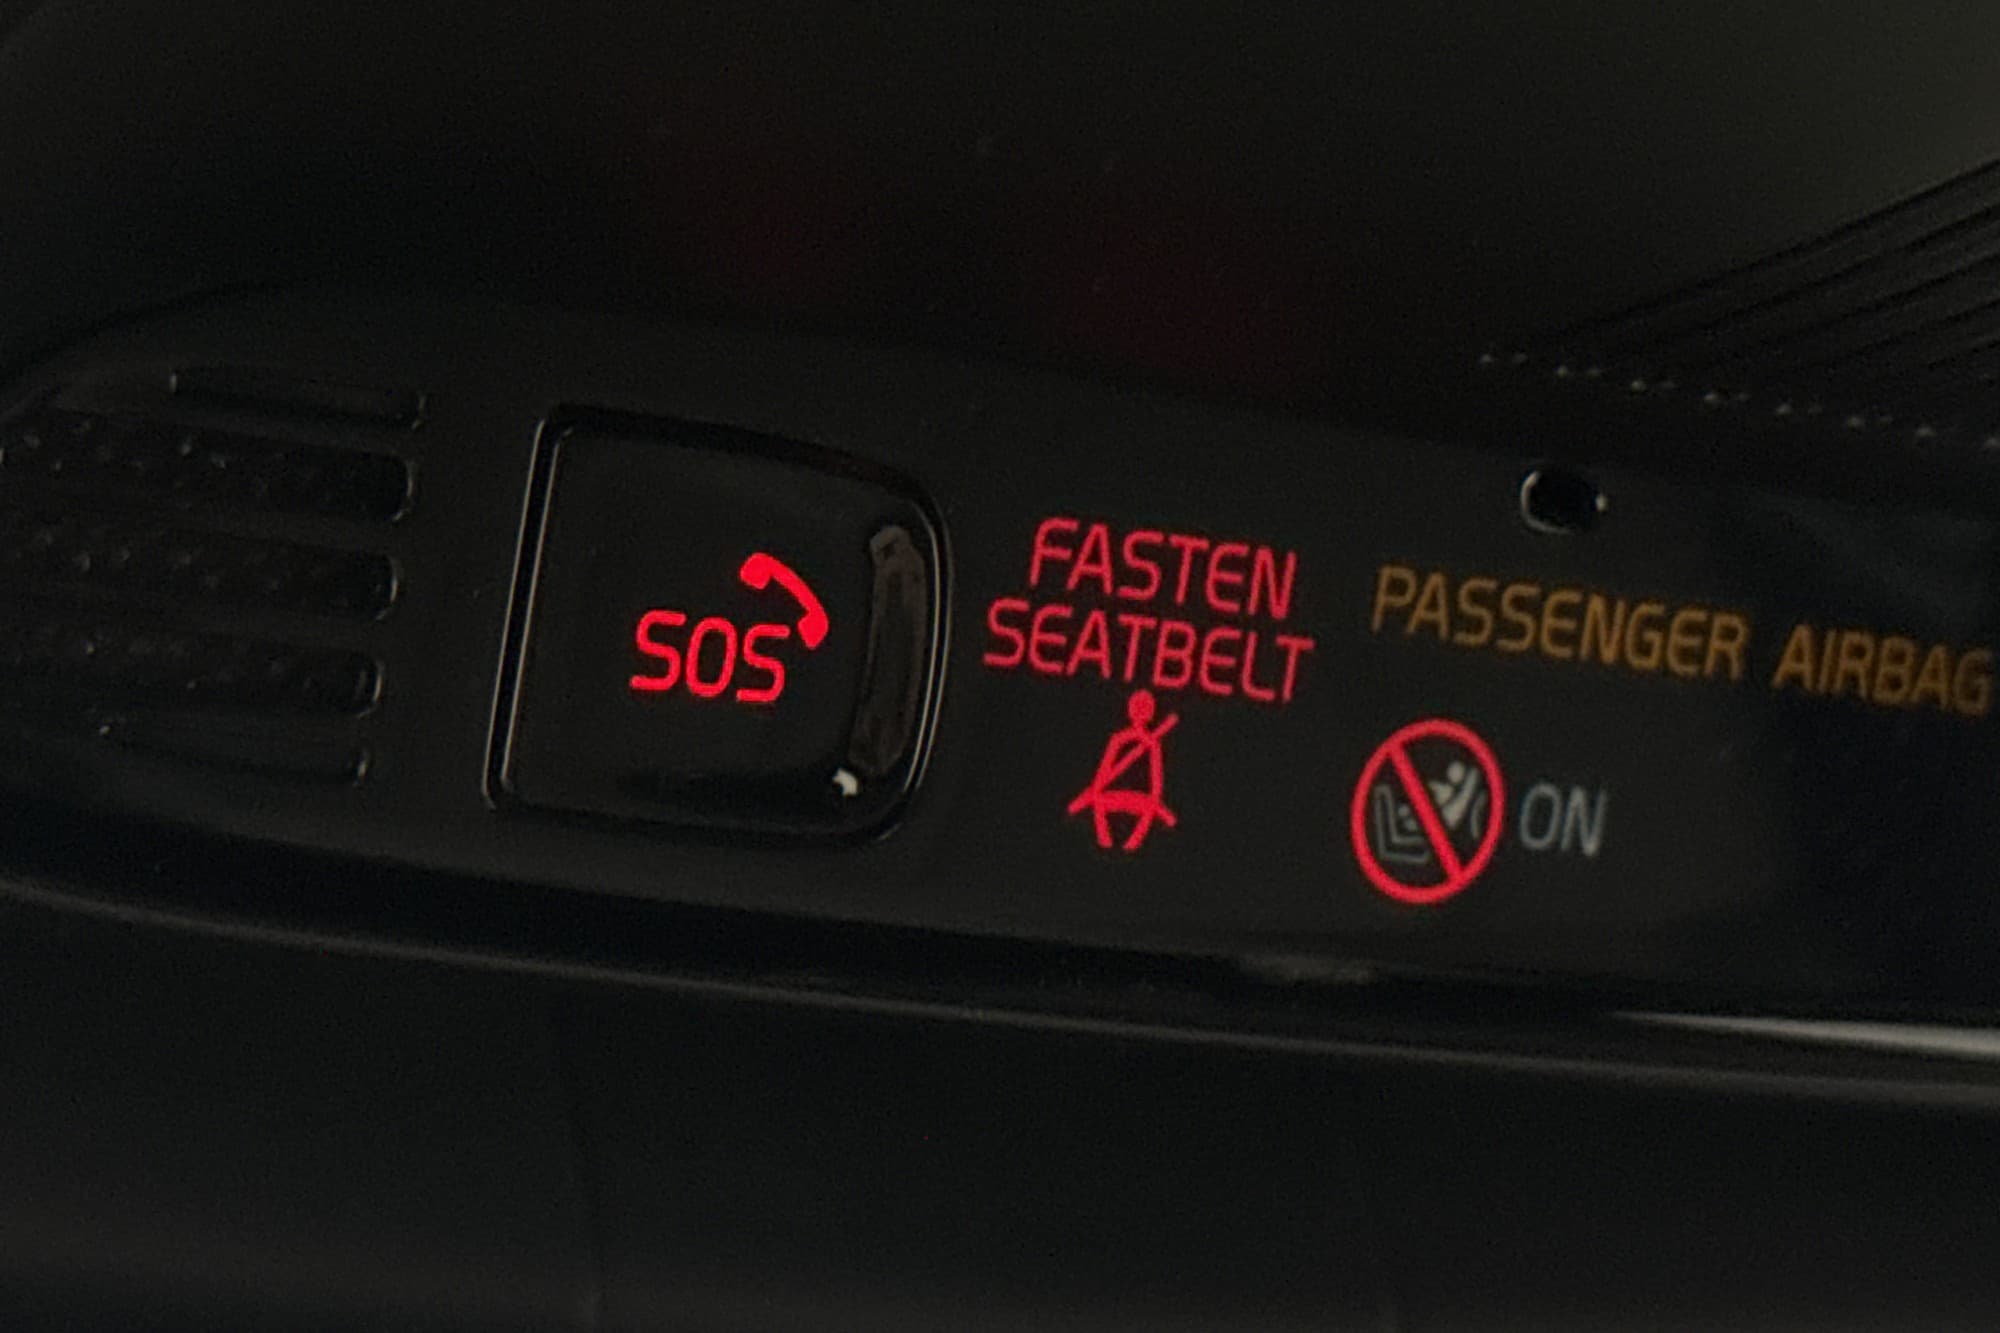 SOS
FASTEN
SEATBELT
PASSENGER AIRBAG
ON